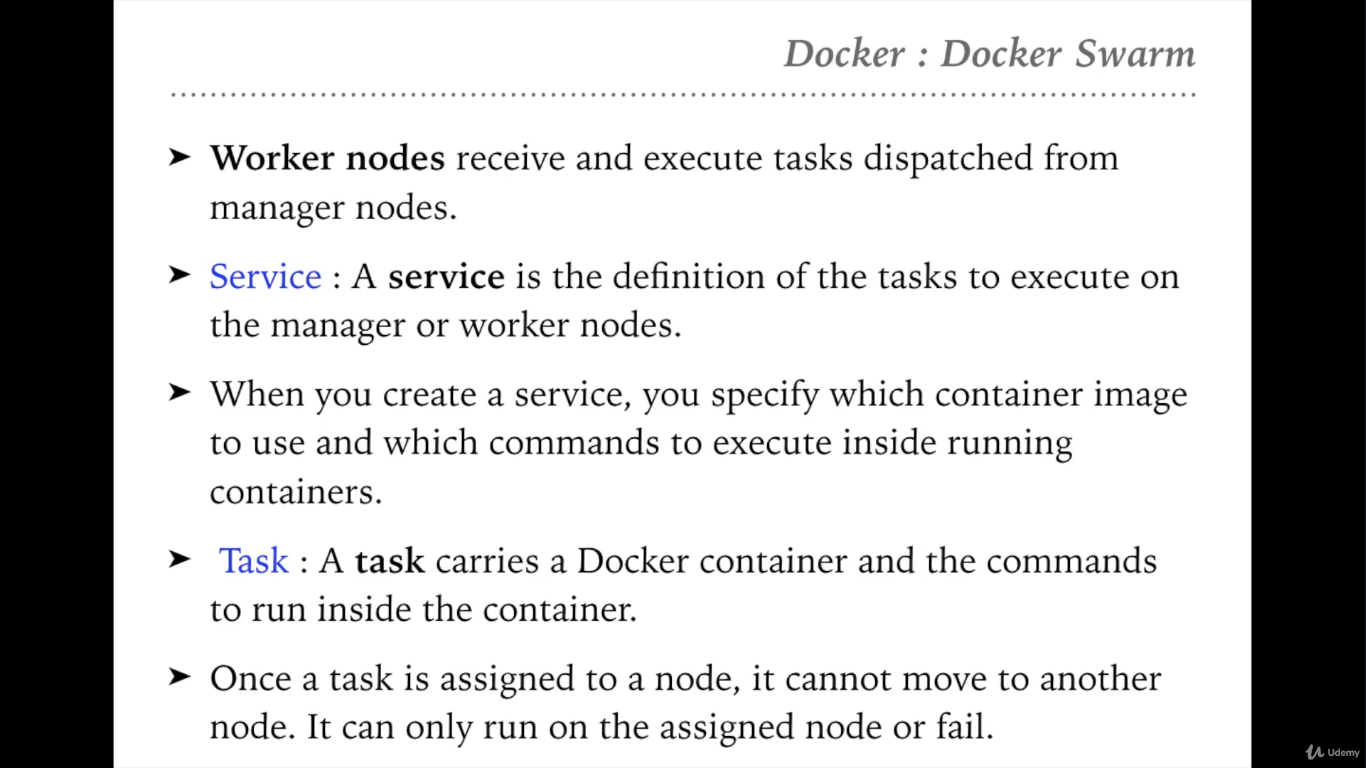 Docker : Docker Swarm
➤ Worker nodes receive and execute tasks dispatched from
manager nodes.
➤ Service : A service is the definition of the tasks to execute on
the manager or worker nodes.
➤ When you create a service, you specify which container image
to use and which commands to execute inside running
containers.
➤ Task : A task carries a Docker container and the commands
to run inside the container.
➤ Once a task is assigned to a node, it cannot move to another
node. It can only run on the assigned node or fail.
Udemy